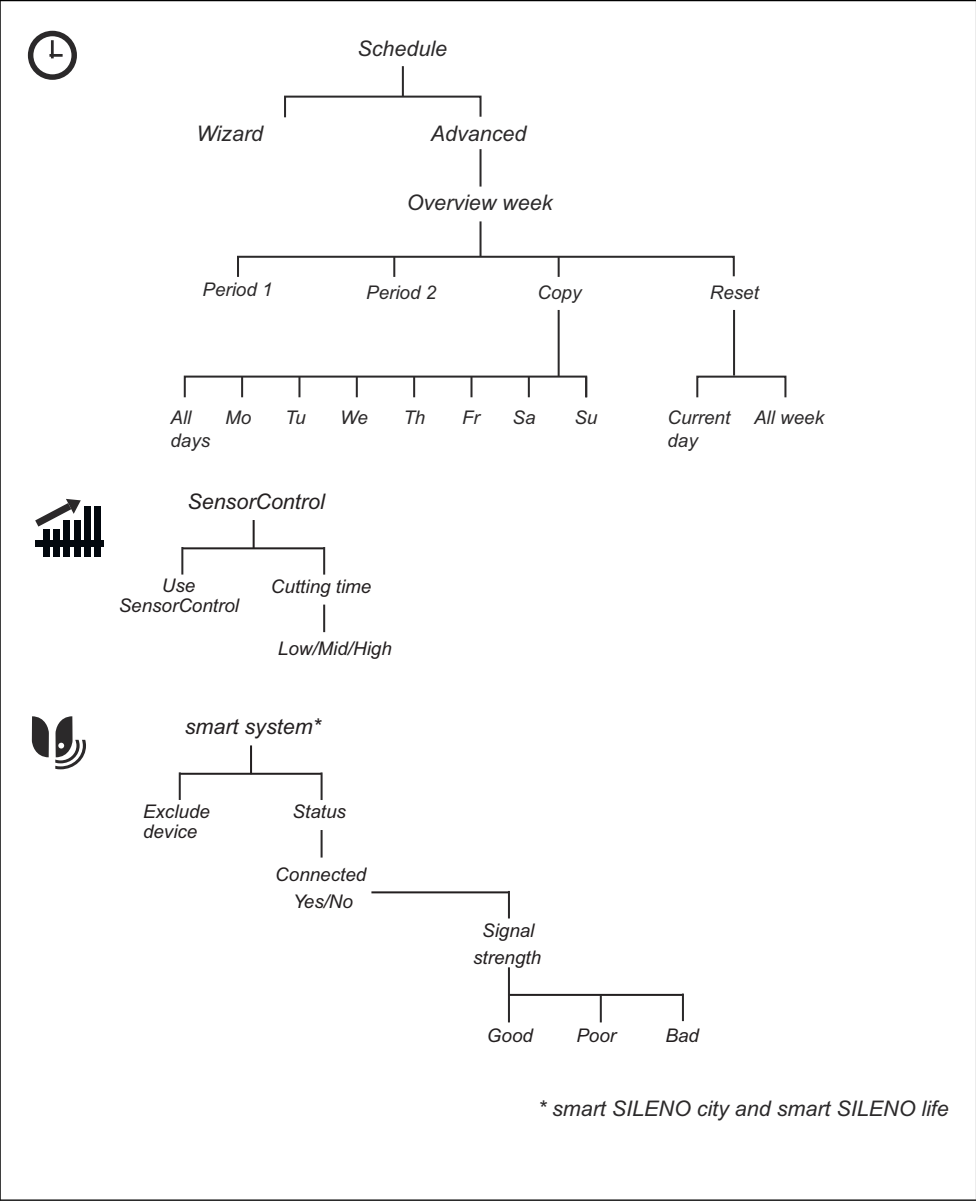 Schedule
Wizard
Advanced
Overview week
Period 1
Period 2
Copy
Reset
All
days
Mo
Tu
We
Th
Fr
Sa
Su
Current
day
All week
SensorControl
Use
SensorControl
Cutting time
Low/Mid/High
smart system*
Exclude
device
Status
Connected
Yes/No
Signal
strength
Good
Poor
Bad
* smart SILENO city and smart SILENO life